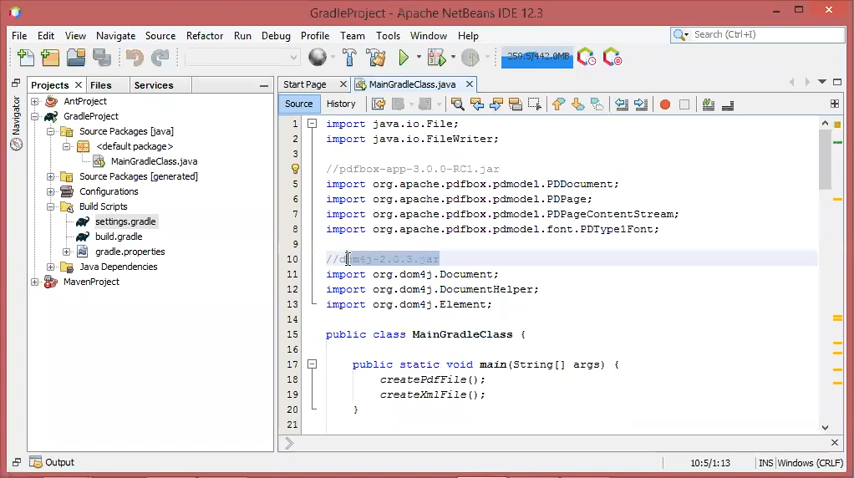 GradleProject - Apache NetBeans IDE 12.3
File Edit View Navigate Source Refactor Run Debug Profile Team Tools Window Help
Search (Ctrl+I)
250.5/442.0MB
Projects Files Services
Start Page MainGradleClass.java
Navigator
Source History
AntProject
GradleProject
Source Packages [java]
<default package>
MainGradleClass.java
Source Packages [generated]
Configurations
Build Scripts
settings.gradle
build.gradle
gradle.properties
Java Dependencies
MavenProject
1 import java.io.File;
2 import java.io.FileWriter;
3
//pdfbox-app-3.0.0-RC1.jar
5 import org.apache.pdfbox.pdmodel.PDDocument;
6 import org.apache.pdfbox.pdmodel.PDPage;
7 import org.apache.pdfbox.pdmodel.PDPageContentStream;
8 import org.apache.pdfbox.pdmodel.font.PDType1Font;
9
10 //dom4j-2.0.3.jar
11 import org.dom4j.Document;
12 import org.dom4j.DocumentHelper;
13 import org.dom4j.Element;
14
15 public class MainGradleClass {
16
17 public static void main(String[] args) {
18 createPdfFile();
19 createXmlFile();
20 }
21
Output
10:5/1:13 INS Windows (CRLF)